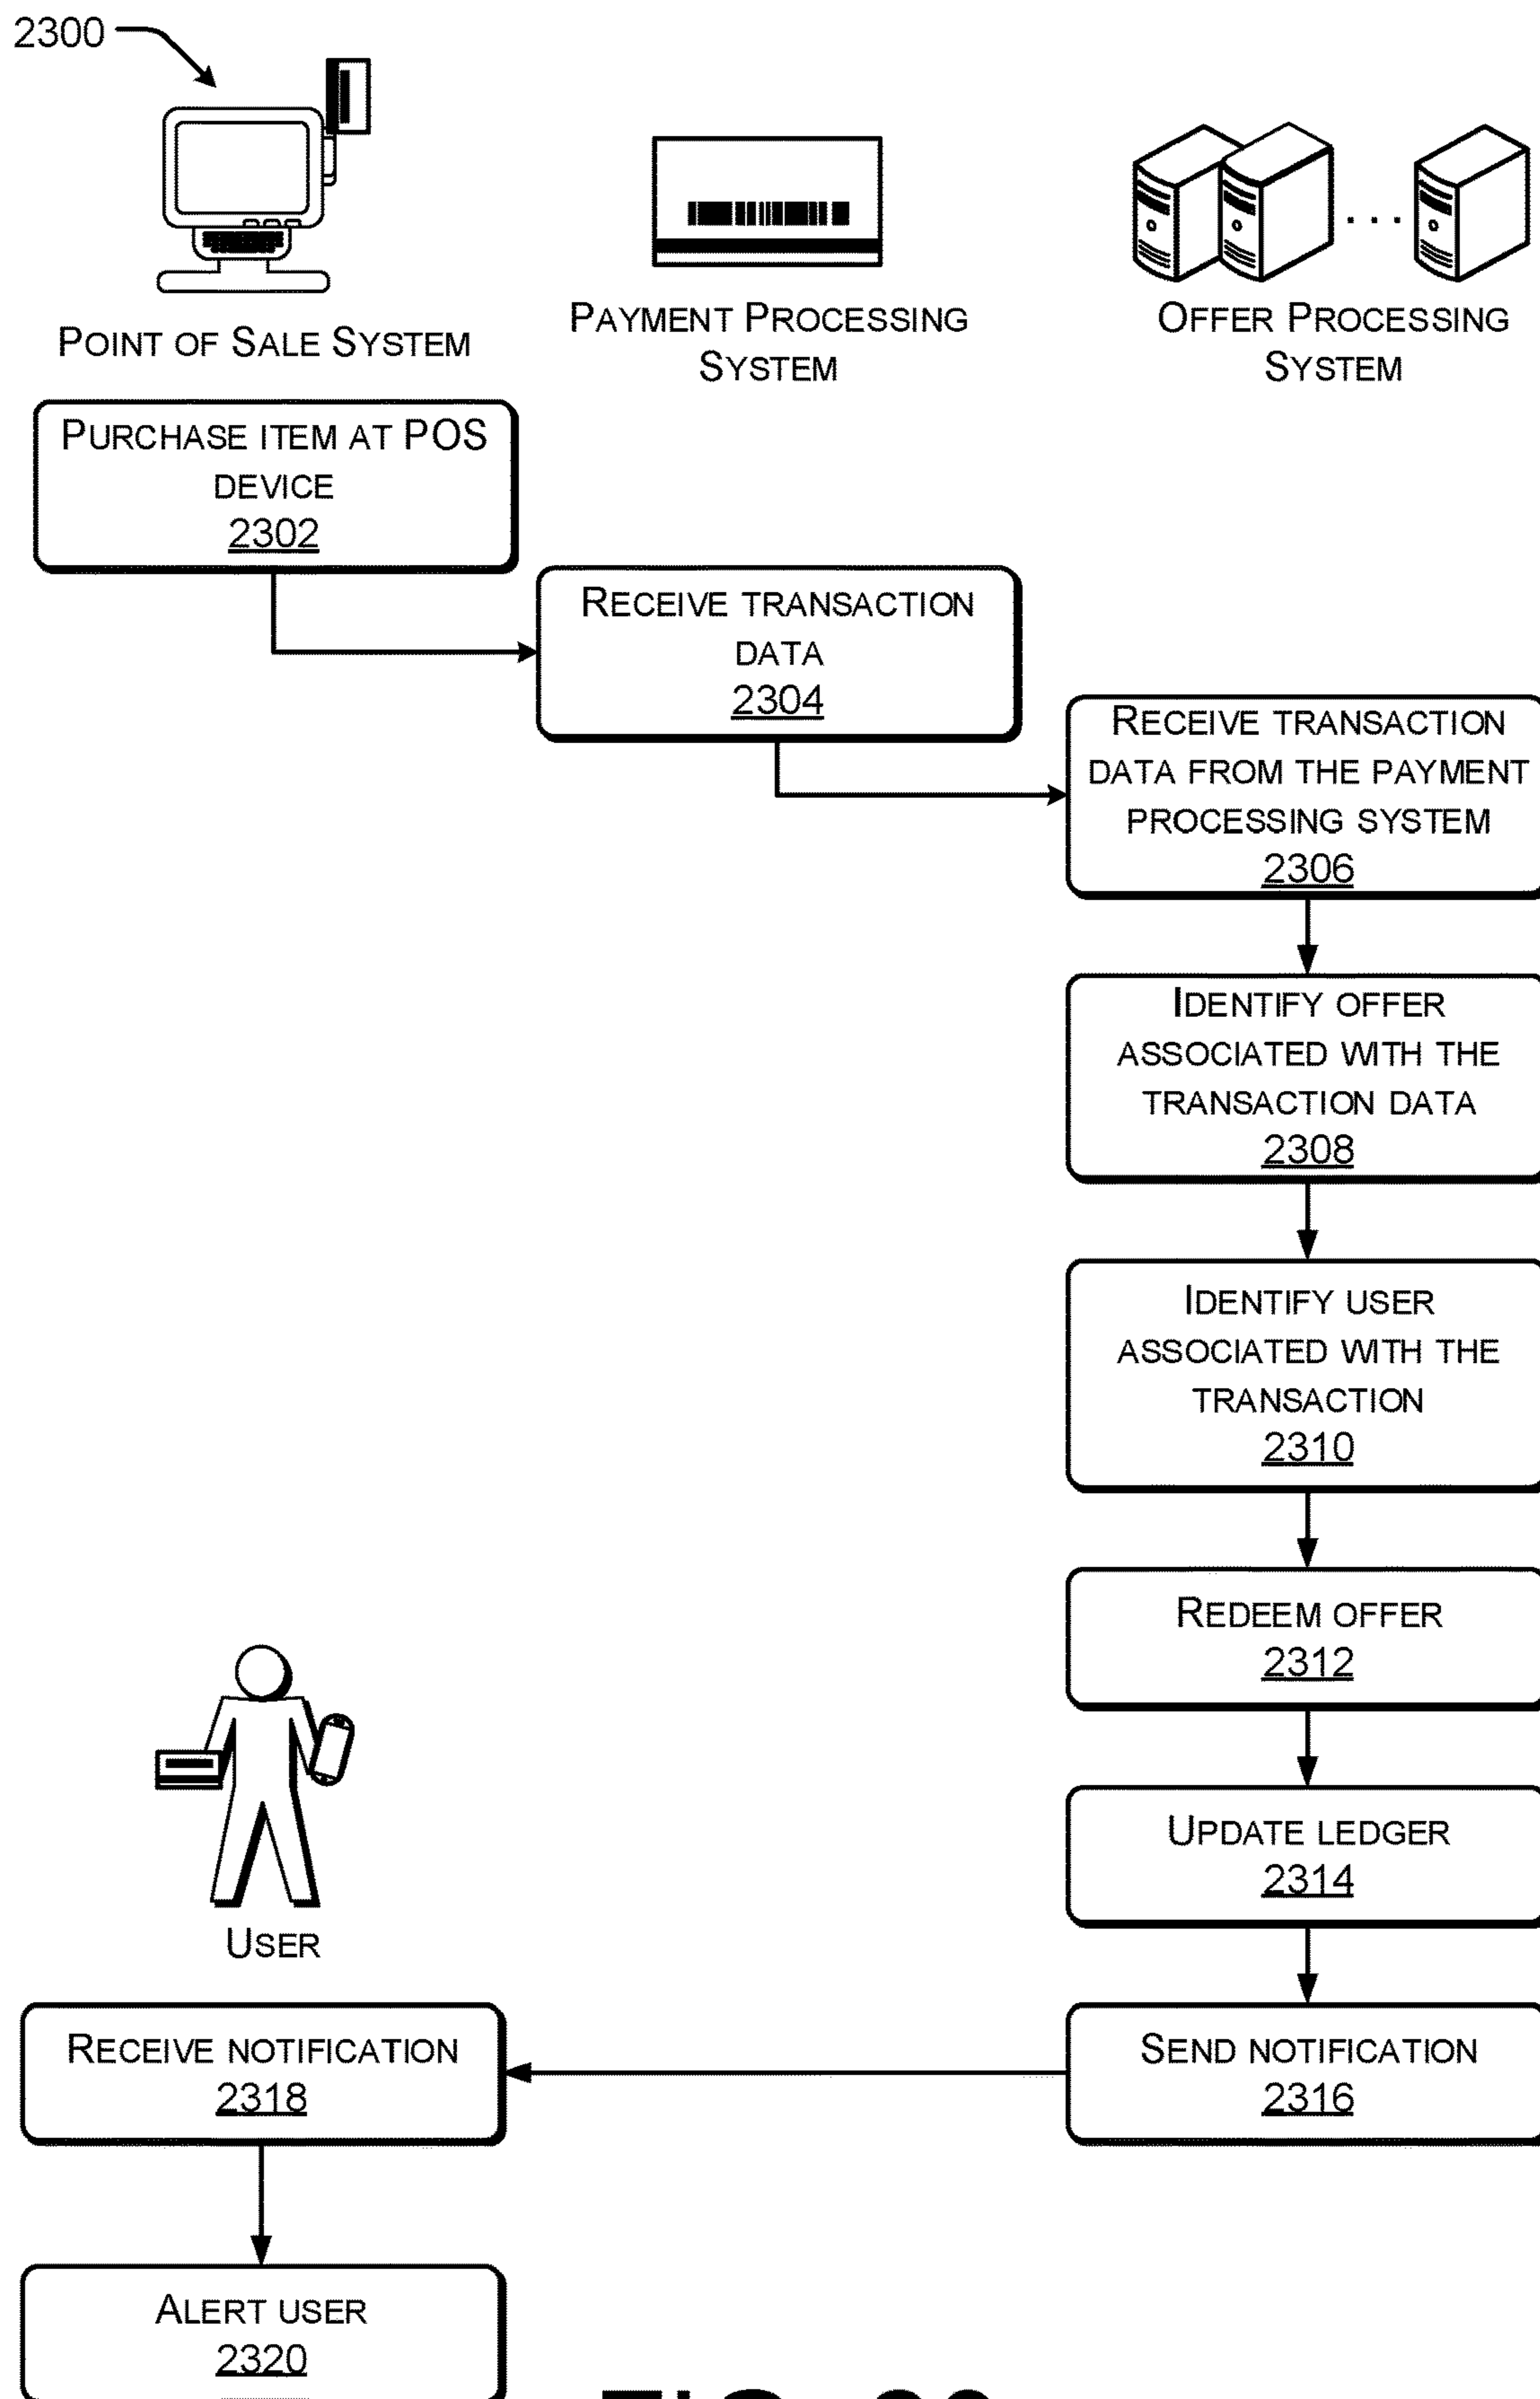 2300
POINT OF SALE SYSTEM
PAYMENT PROCESSING
SYSTEM
OFFER PROCESSING
SYSTEM
PURCHASE ITEM AT POS
DEVICE
2302
RECEIVE TRANSACTION
DATA
2304
RECEIVE TRANSACTION
DATA FROM THE PAYMENT
PROCESSING SYSTEM
2306
IDENTIFY OFFER
ASSOCIATED WITH THE
TRANSACTION DATA
2308
IDENTIFY USER
ASSOCIATED WITH THE
TRANSACTION
2310
REDEEM OFFER
2312
UPDATE LEDGER
2314
USER
SEND NOTIFICATION
2316
RECEIVE NOTIFICATION
2318
ALERT USER
2320